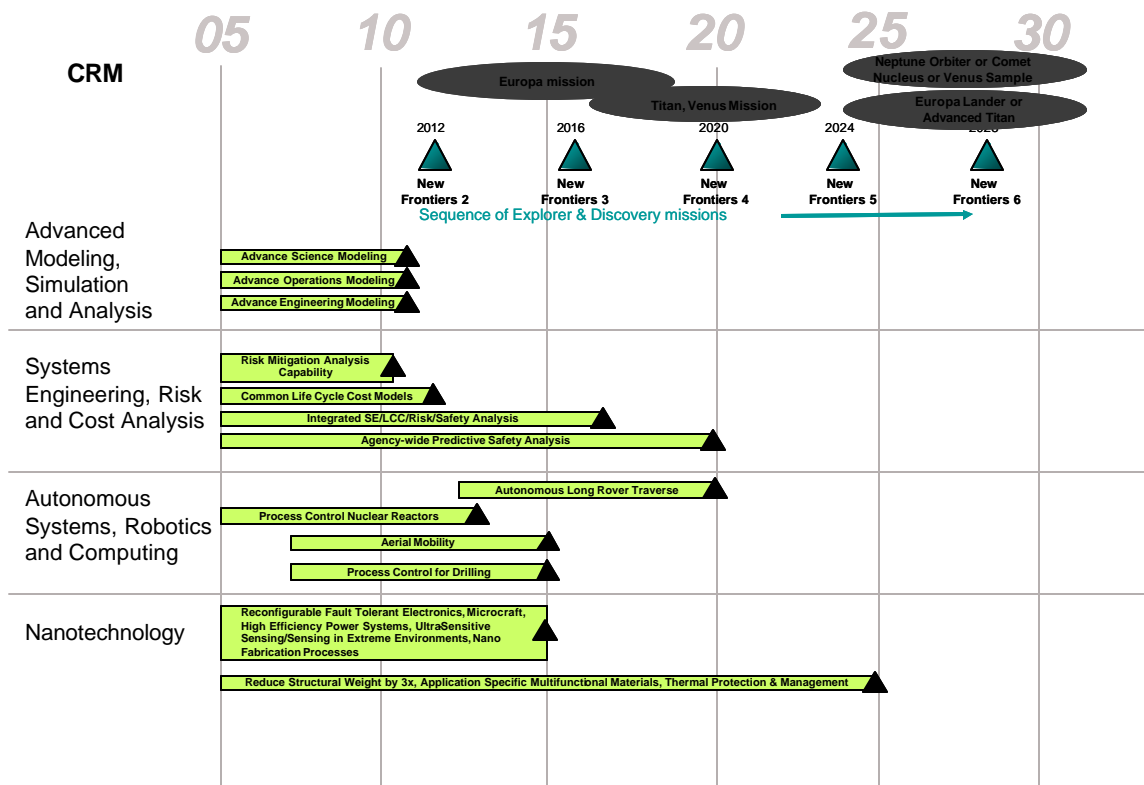 05 10 15 20 25 30
CRM
Europa mission
Titan, Venus Mission
Neptune Orbiter or Comet
Nucleus or Venus Sample
Europa Lander or
Advanced Titan
2012 2016 2020 2024
New
Frontiers 2
New
Frontiers 3
New
Frontiers 4
New
Frontiers 5
New
Frontiers 6
Sequence of Explorer & Discovery missions
Advanced
Modeling,
Simulation
and Analysis
Advance Science Modeling
Advance Operations Modeling
Advance Engineering Modeling
Systems
Engineering, Risk
and Cost Analysis
Risk Mitigation Analysis
Capability
Common Life Cycle Cost Models
Integrated SE/LCC/Risk/Safety Analysis
Agency-wide Predictive Safety Analysis
Autonomous
Systems, Robotics
and Computing
Autonomous Long Rover Traverse
Process Control Nuclear Reactors
Aerial Mobility
Process Control for Drilling
Nanotechnology
Reconfigurable Fault Tolerant Electronics, Microcraft,
High Efficiency Power Systems, UltraSensitive
Sensing/Sensing in Extreme Environments, Nano
Fabrication Processes
Reduce Structural Weight by 3x, Application Specific Multifunctional Materials, Thermal Protection & Management